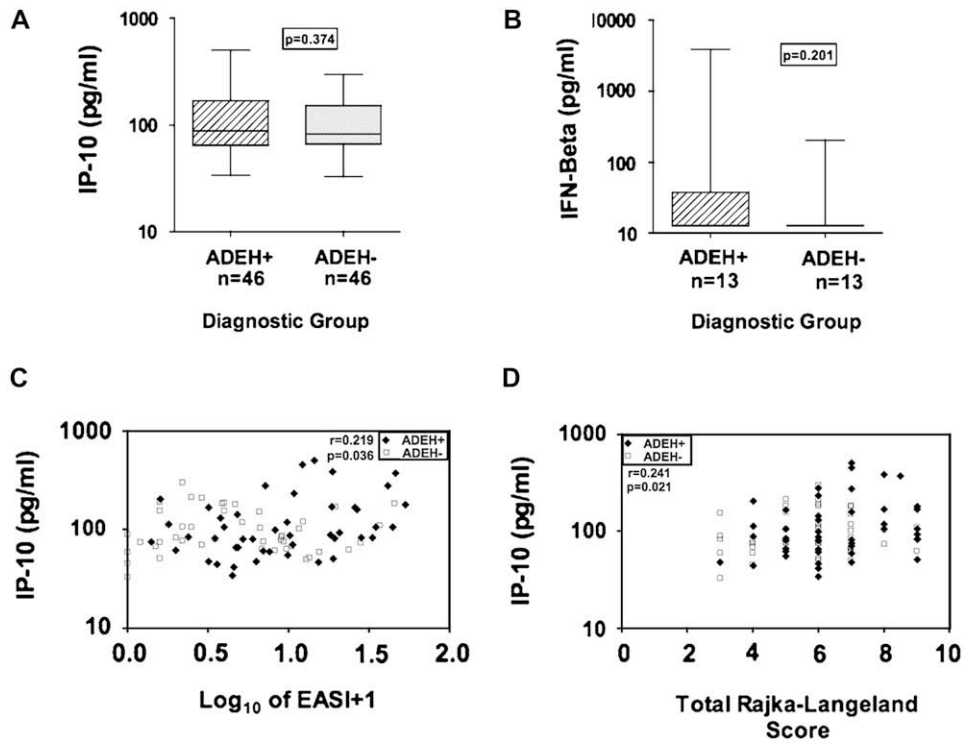 A
IP-10 (pg/ml)
1000
100
10
p=0.374
ADEH+
n=46
ADEH-
n=46
Diagnostic Group
B
IFN-Beta (pg/ml)
10000
1000
100
10
p=0.201
ADEH+
n=13
ADEH-
n=13
Diagnostic Group
C
IP-10 (pg/ml)
1000
100
10
r=0.219
p=0.036
ADEH+
ADEH-
0.0 0.5 1.0 1.5 2.0
Log10 of EASI+1
D
IP-10 (pg/ml)
1000
100
10
ADEH+
ADEH-
r=0.241
p=0.021
0 2 4 6 8 10
Total Rajka-Langeland
Score